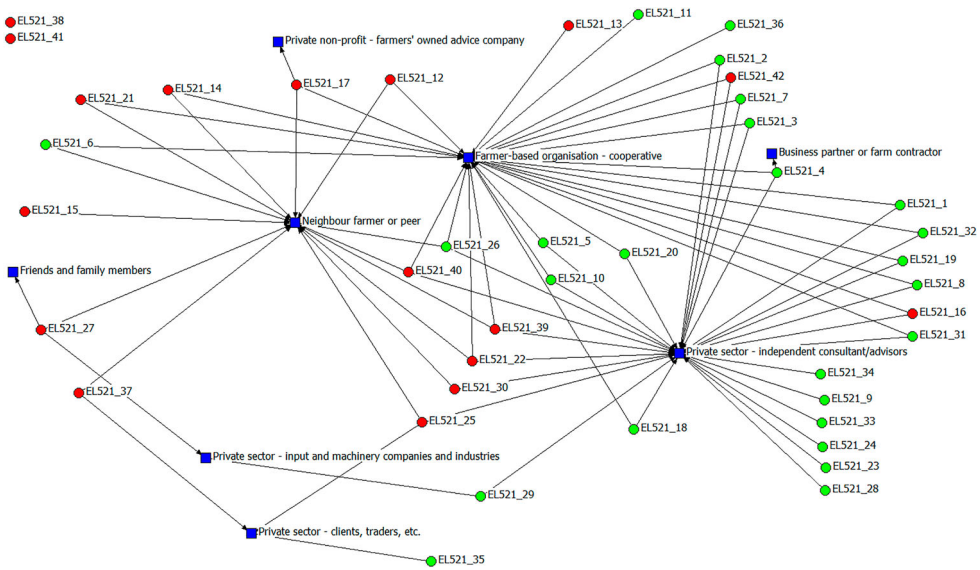 EL521_38
EL521_41
EL521_11
EL521_13
EL521_36
Private non-profit - farmers' owned advice company
EL521_2
EL521_42
EL521_12
EL521_17
EL521_14
EL521_21
EL521_7
EL521_3
EL521_6
Farmer-based organisation - cooperative
Business partner or farm contractor
EL521_4
EL521_1
EL521_15
Neighbour farmer or peer
EL521_32
EL521_5
EL521_26
EL521_20
EL521_19
Friends and family members
EL521_40
EL521_10
EL521_8
EL521_16
EL521_27
EL521_39
EL521_31
Private sector - independent consultant/advisors
EL521_22
EL521_34
EL521_30
EL521_37
EL521_9
EL521_25
EL521_33
EL521_18
EL521_24
Private sector - input and machinery companies and industries
EL521_23
EL521_28
EL521_29
Private sector - clients, traders, etc.
EL521_35